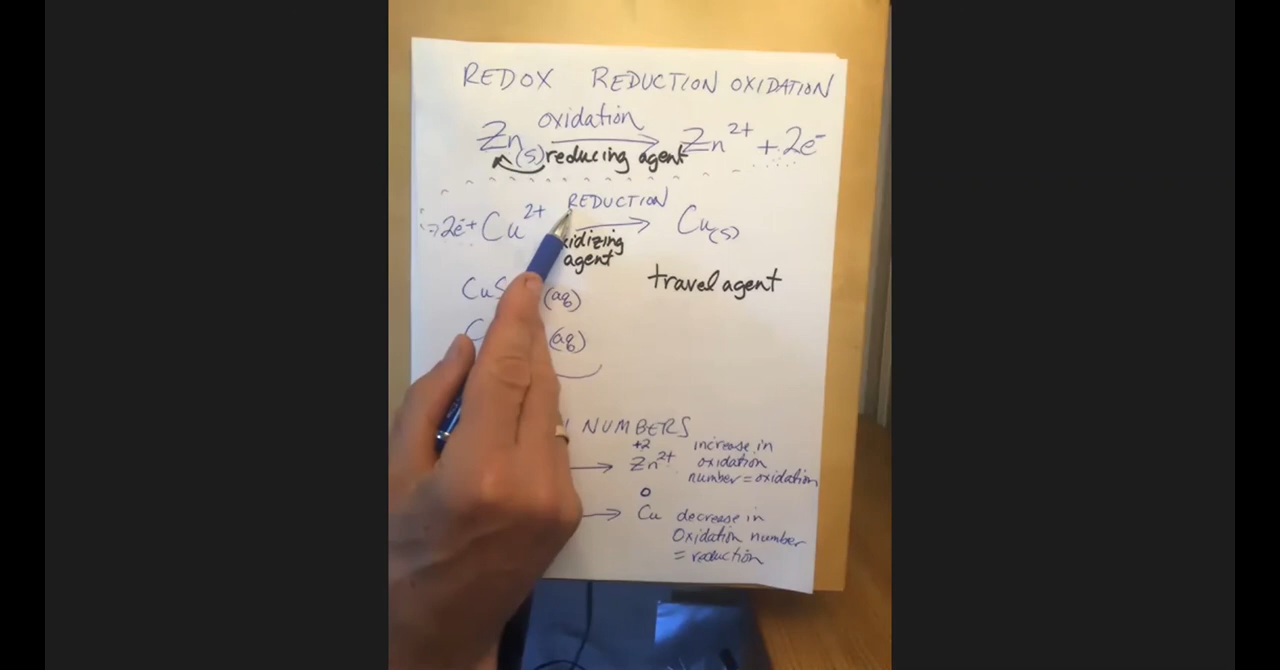 REDOX REDUCTION OXIDATION
oxidation
Zn(s) → Zn²⁺ + 2e⁻
reducing agent
REDUCTION
2e⁻+ Cu²⁺ → Cu(s)
agent
travel agent
(aq)
(aq)
NUMBERS
+2
→ Zn²⁺ increase in
oxidation
number = oxidation
0
→ Cu decrease in
Oxidation number
= reduction